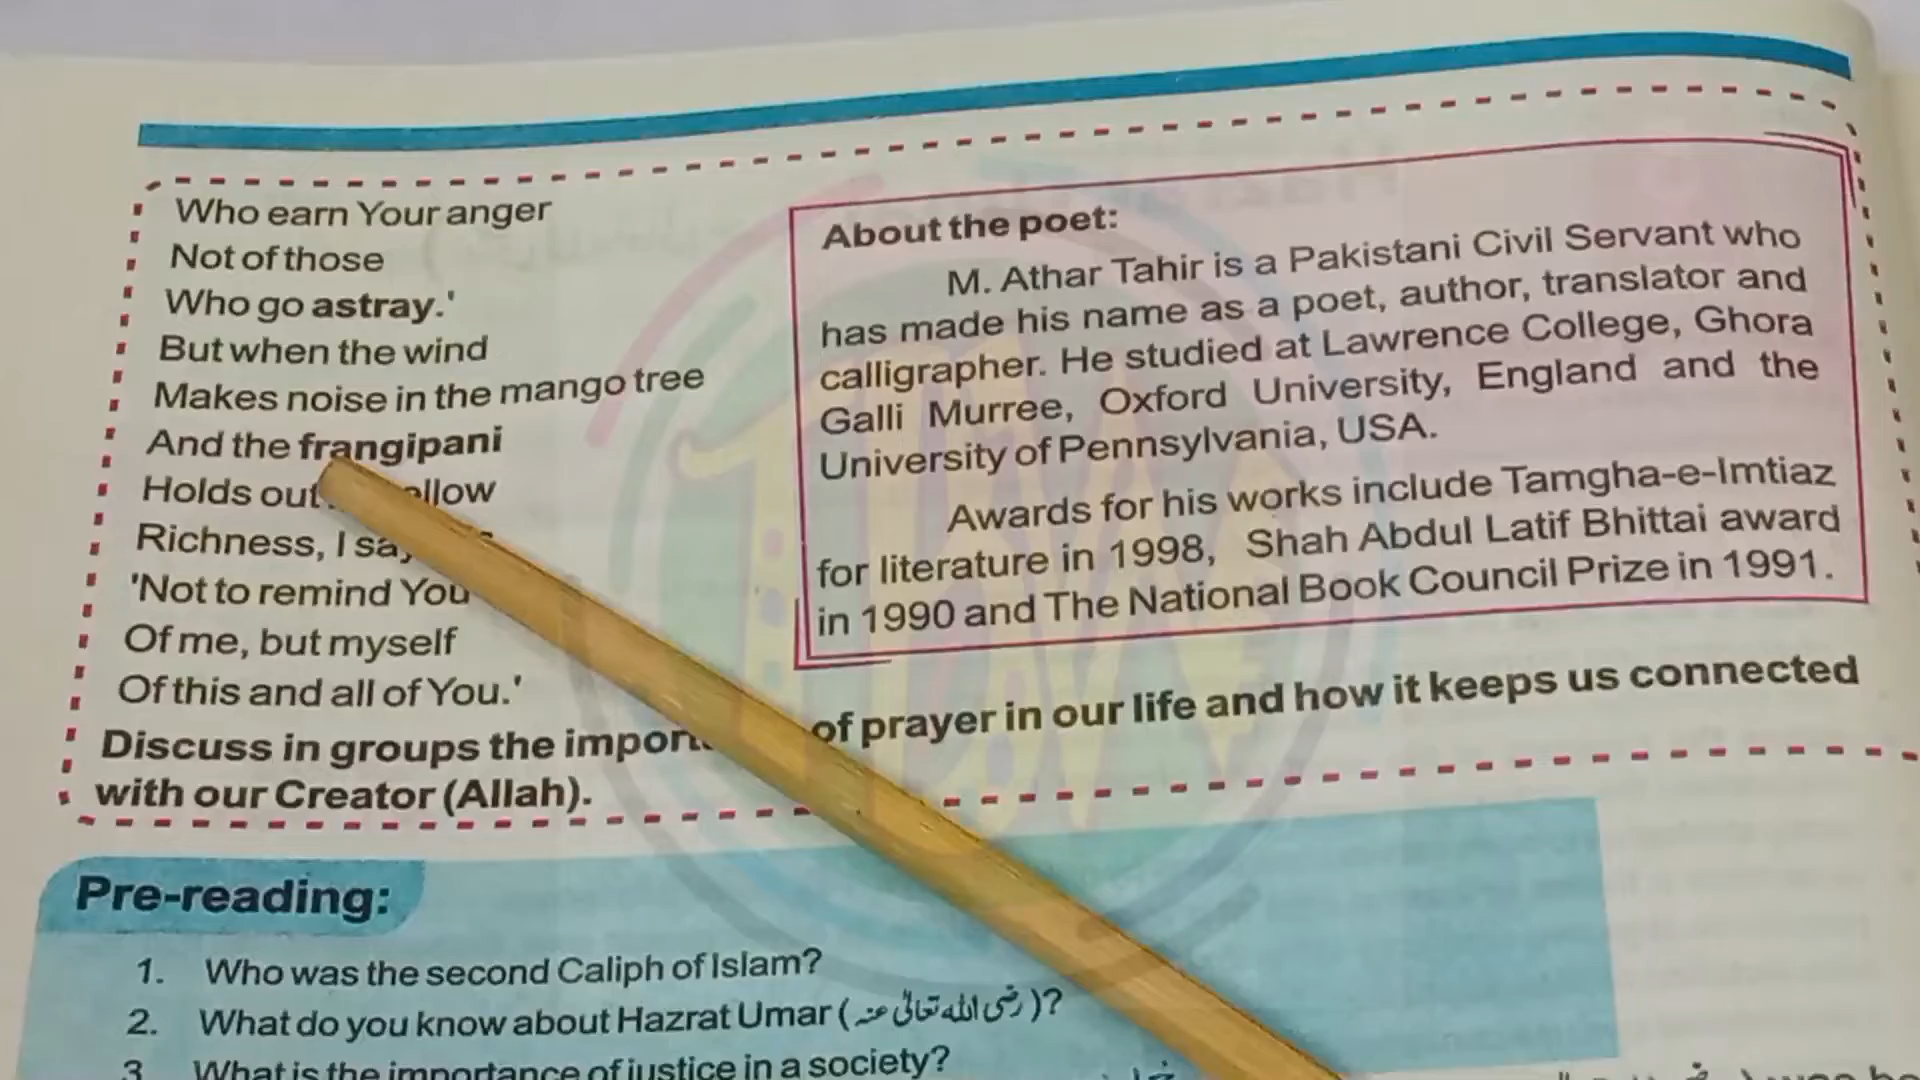 Who earn Your anger
Not of those
Who go astray.'
But when the wind
Makes noise in the mango tree
And the frangipani
Holds out
Richness, I say
'Not to remind You
Of me, but myself
Of this and all of You.'
About the poet:
M. Athar Tahir is a Pakistani Civil Servant who
has made his name as a poet, author, translator and
calligrapher. He studied at Lawrence College, Ghora
Galli Murree, Oxford University, England and the
University of Pennsylvania, USA.
Awards for his works include Tamgha-e-Imtiaz
for literature in 1998, Shah Abdul Latif Bhittai award
in 1990 and The National Book Council Prize in 1991.
Discuss in groups the of prayer in our life and how it keeps us connected
with our Creator (Allah).
Pre-reading:
1. Who was the second Caliph of Islam?
2. What do you know about Hazrat Umar (رضی اللہ تعالٰی عنہ)?
3 What is the importance of justice in a society?